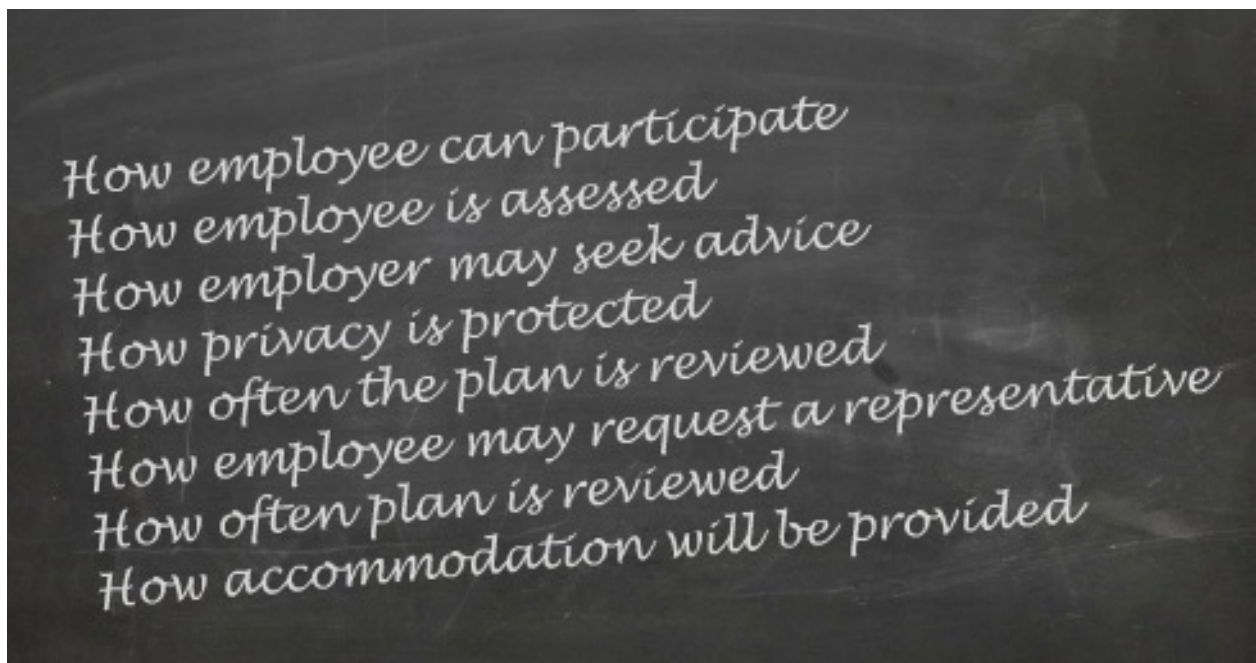 How employee can participate
How employee is assessed
How employer may seek advice
How privacy is protected
How often the plan is reviewed
How employee may request a representative
How often plan is reviewed
How accommodation will be provided